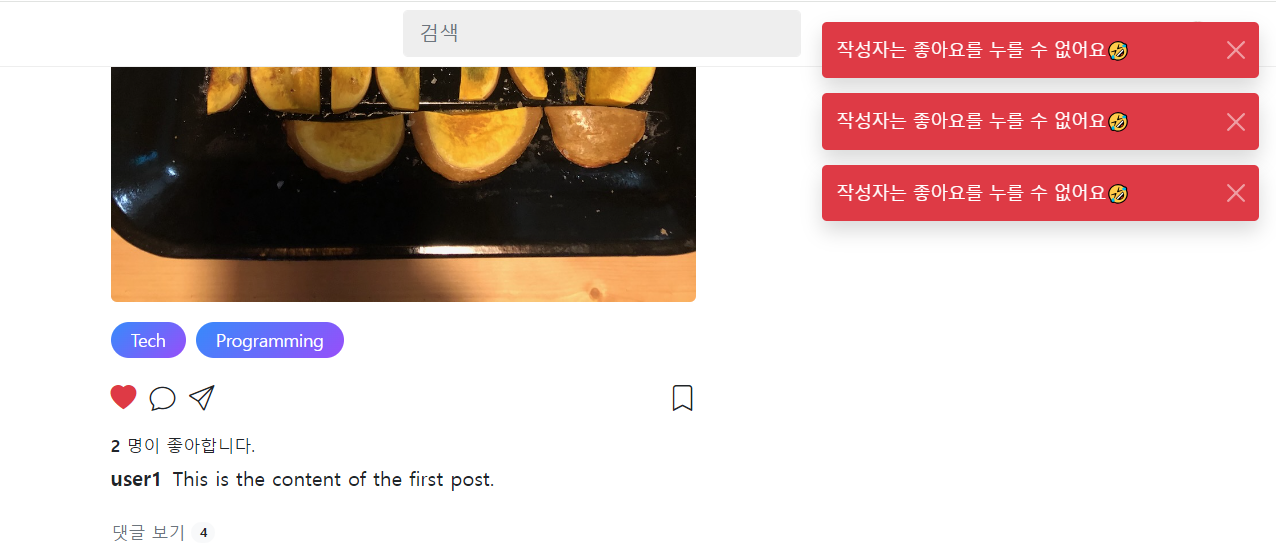 검색
작성자는 좋아요를 누를 수 없어요🤣
작성자는 좋아요를 누를 수 없어요🤣
작성자는 좋아요를 누를 수 없어요🤣
Tech Programming
2 명이 좋아합니다.
user1 This is the content of the first post.
댓글 보기 4